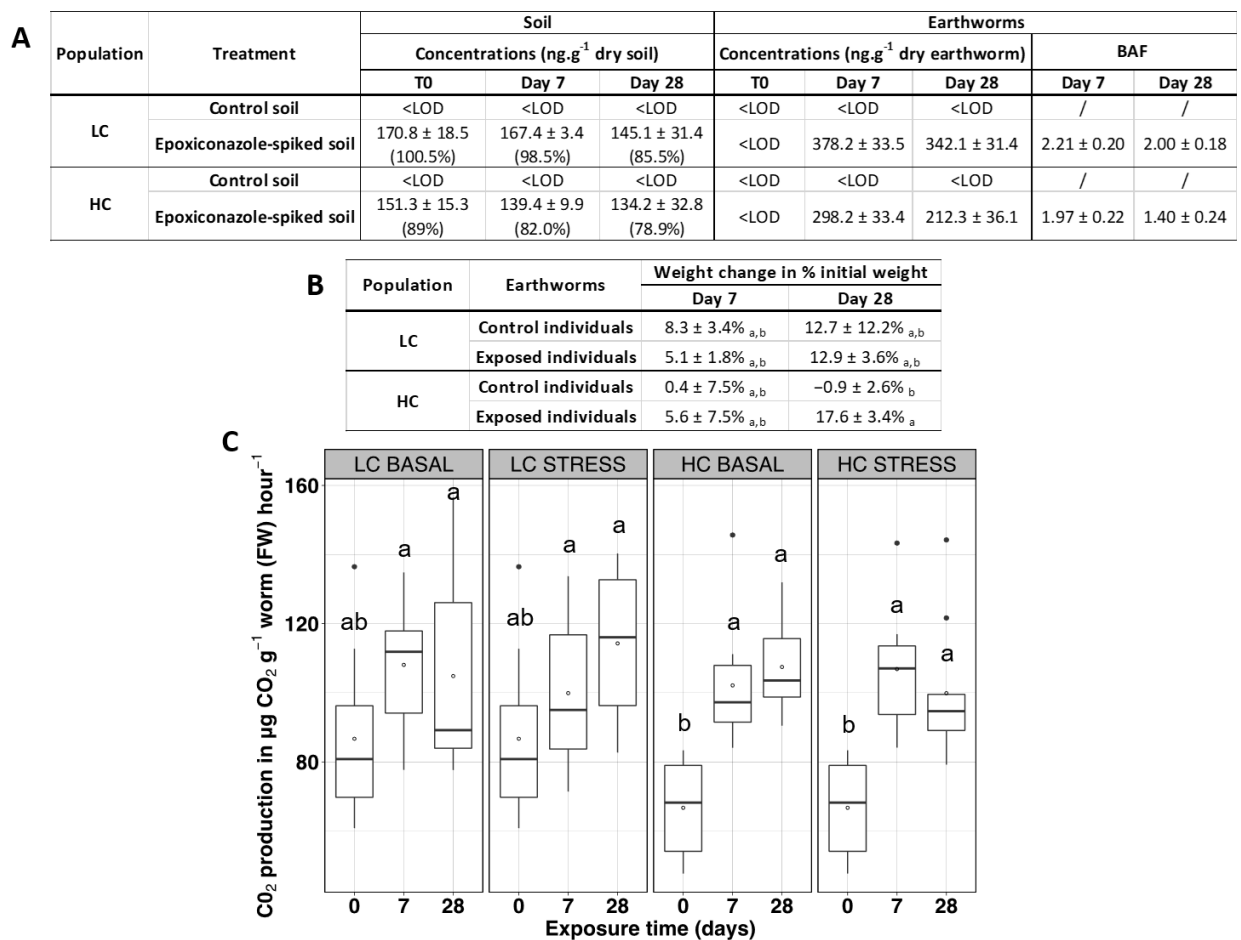 A
Population Treatment Soil Earthworms
Concentrations (ng.g⁻¹ dry soil) Concentrations (ng.g⁻¹ dry earthworm) BAF
T0 Day 7 Day 28 T0 Day 7 Day 28 Day 7 Day 28
LC Control soil <LOD <LOD <LOD <LOD <LOD <LOD / /
Epoxiconazole-spiked soil 170.8 ± 18.5 167.4 ± 3.4 145.1 ± 31.4 <LOD 378.2 ± 33.5 342.1 ± 31.4 2.21 ± 0.20 2.00 ± 0.18
(100.5%) (98.5%) (85.5%)
HC Control soil <LOD <LOD <LOD <LOD <LOD <LOD / /
Epoxiconazole-spiked soil 151.3 ± 15.3 139.4 ± 9.9 134.2 ± 32.8 <LOD 298.2 ± 33.4 212.3 ± 36.1 1.97 ± 0.22 1.40 ± 0.24
(89%) (82.0%) (78.9%)
B
Population Earthworms Weight change in % initial weight
Day 7 Day 28
LC Control individuals 8.3 ± 3.4% a,b 12.7 ± 12.2% a,b
Exposed individuals 5.1 ± 1.8% a,b 12.9 ± 3.6% a,b
HC Control individuals 0.4 ± 7.5% a,b −0.9 ± 2.6% b
Exposed individuals 5.6 ± 7.5% a,b 17.6 ± 3.4% a
C
LC BASAL LC STRESS HC BASAL HC STRESS
C0₂ production in µg CO₂ g⁻¹ worm (FW) hour⁻¹
160
120
80
ab a a
ab a a
b a a
b a a
0 7 28 0 7 28 0 7 28 0 7 28
Exposure time (days)